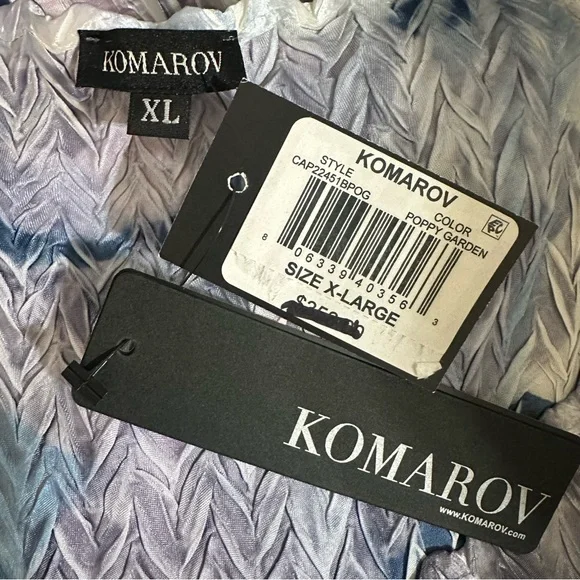 KOMAROV
XL
KOMAROV
STYLE
COLOR
CAP22451BPOG
POPPY GARDEN
8 06339 40356 3
SIZE X-LARGE
KOMAROV
www.KOMAROV.com